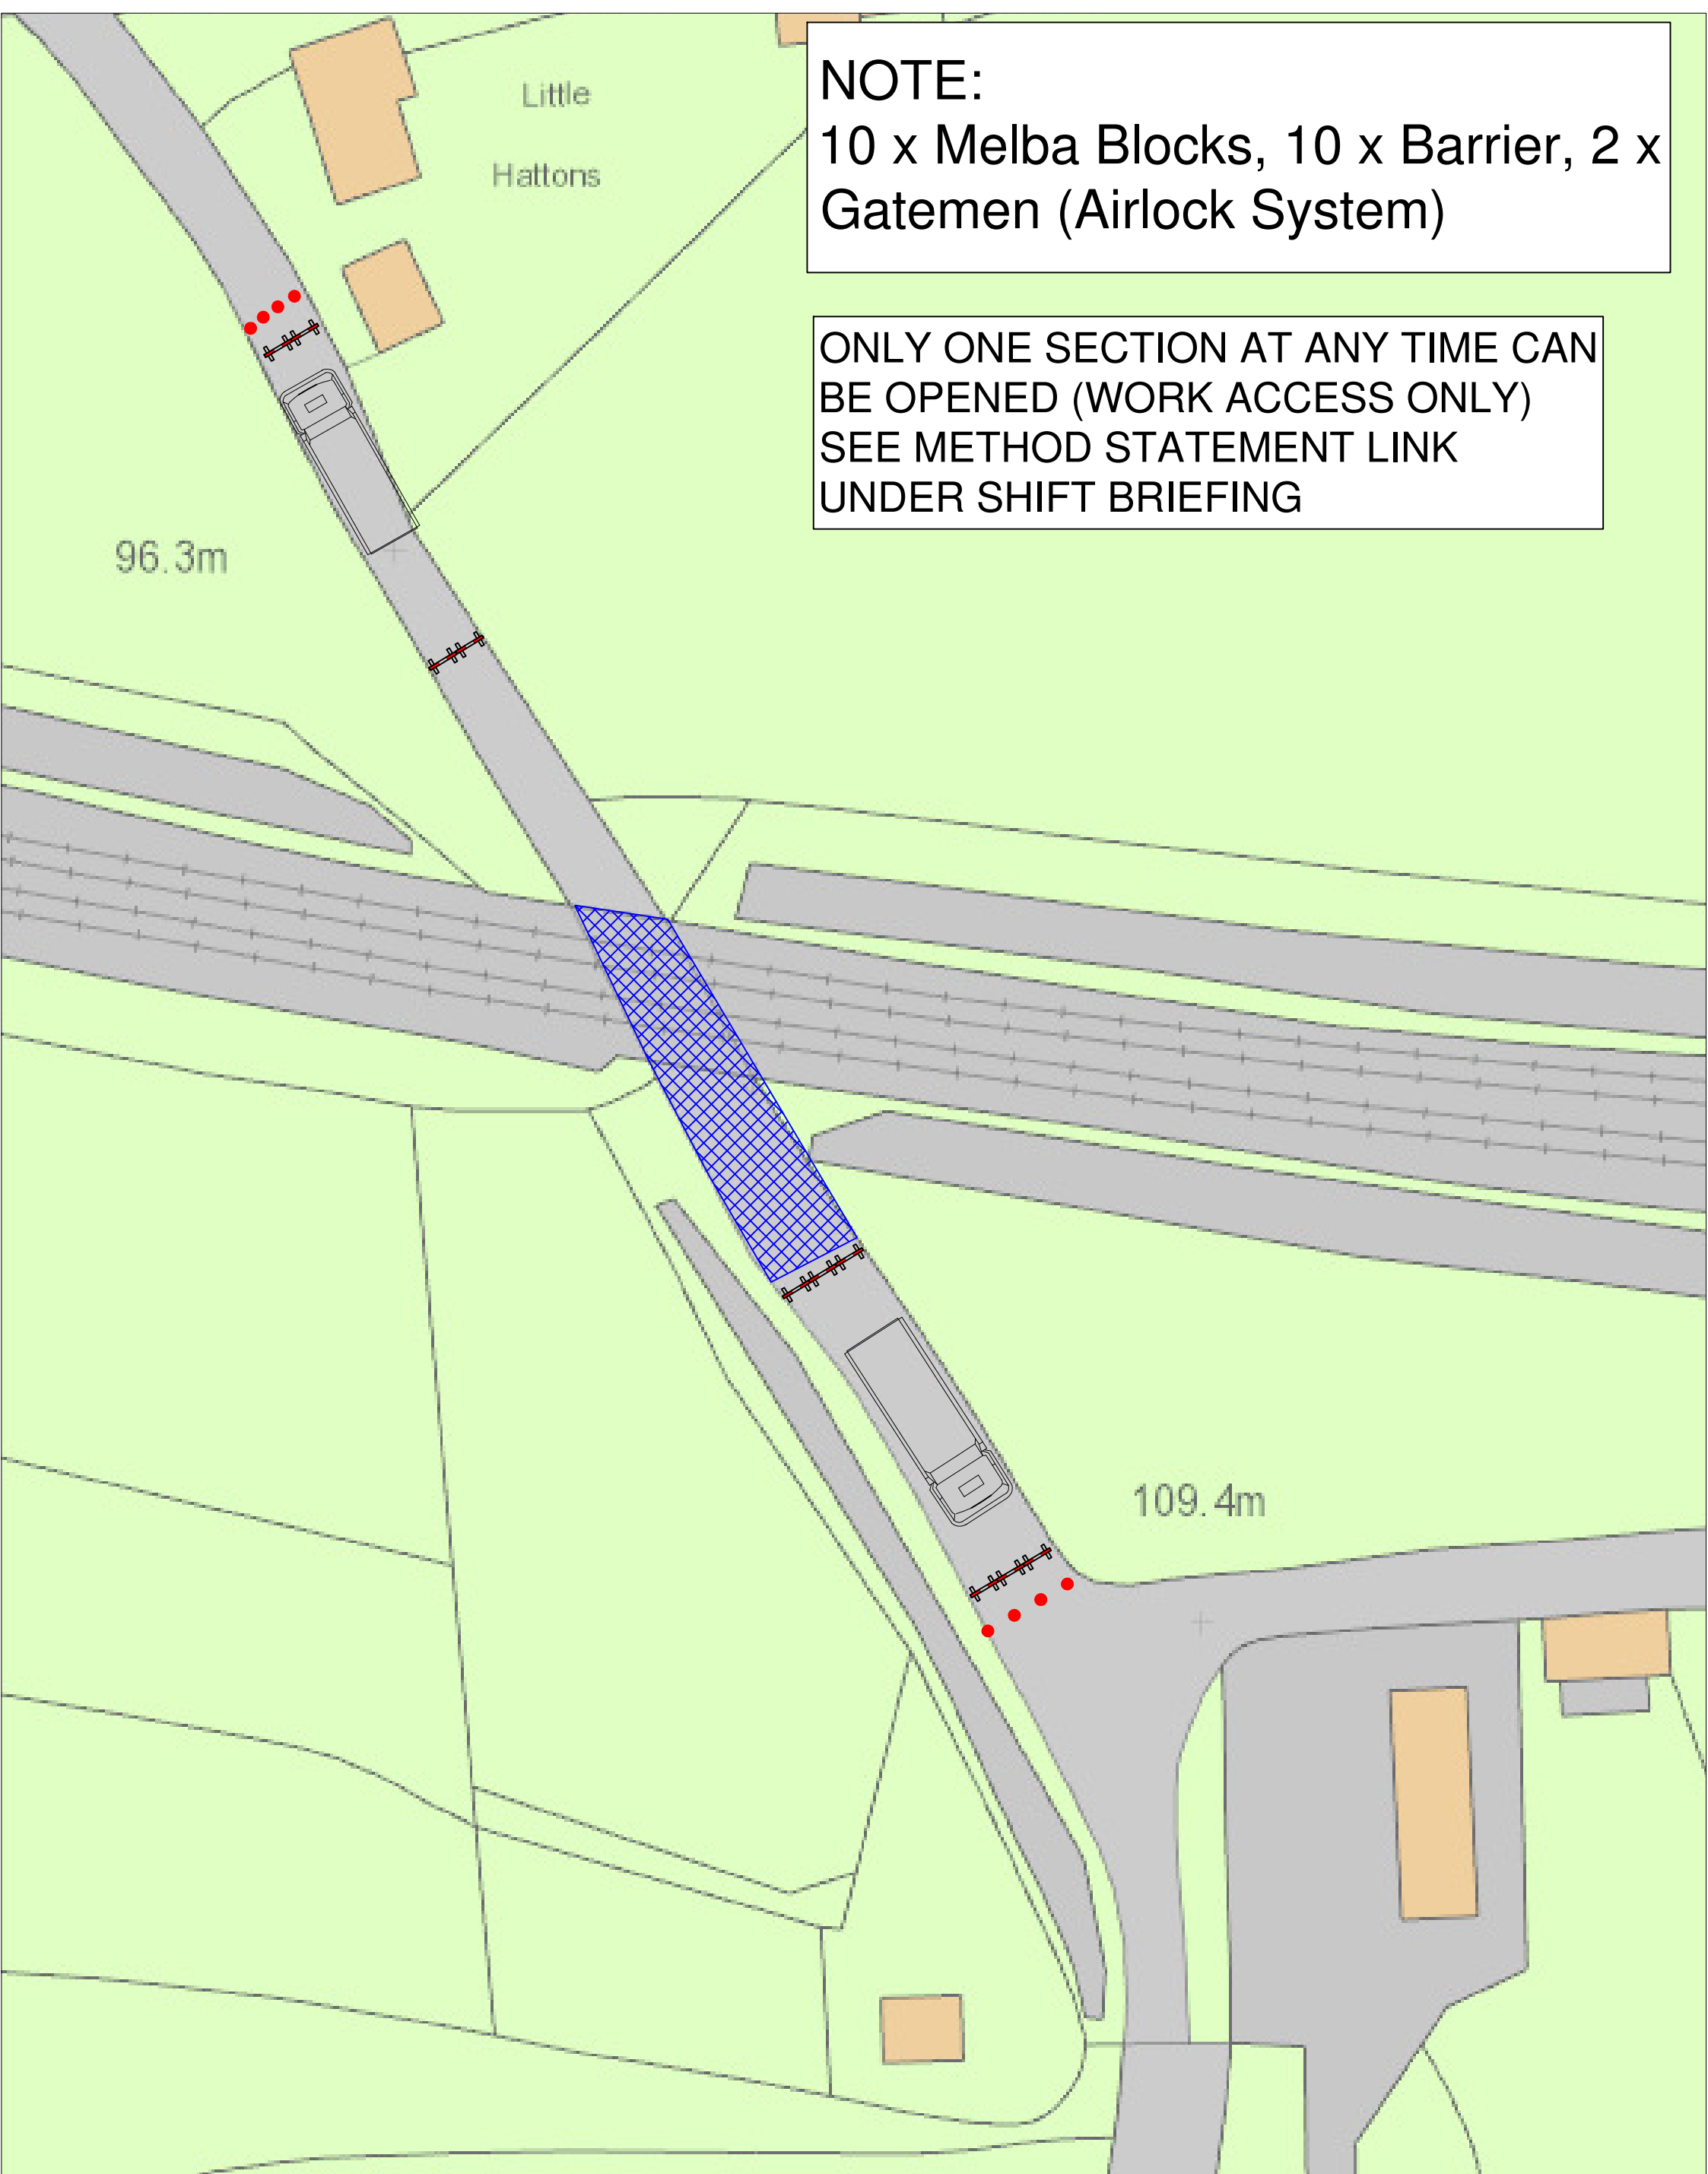 NOTE:
10 x Melba Blocks, 10 x Barrier, 2 x
Gatemen (Airlock System)
ONLY ONE SECTION AT ANY TIME CAN
BE OPENED (WORK ACCESS ONLY)
SEE METHOD STATEMENT LINK
UNDER SHIFT BRIEFING
Little
Hattons
96.3m
109.4m